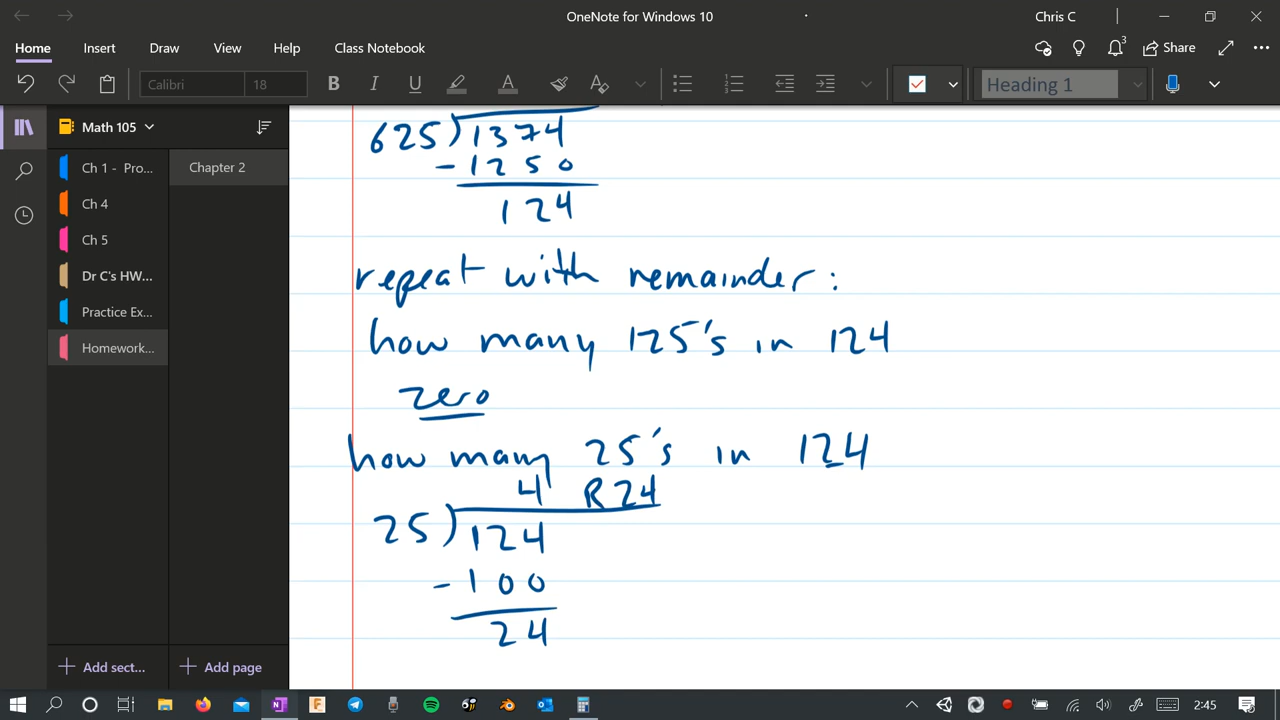 OneNote for Windows 10
Chris C
Home Insert Draw View Help Class Notebook
3
Share
Calibri 18 B I U A Heading 1
Math 105
Ch 1 - Pro...
Chapter 2
Ch 4
Ch 5
Dr C's HW...
Practice Ex...
Homework...
Add sect...
Add page
625)1374
-1250
124
repeat with remainder:
how many 125's in 124
zero
how many 25's in 124
4 R24
25)124
-100
24
2:45